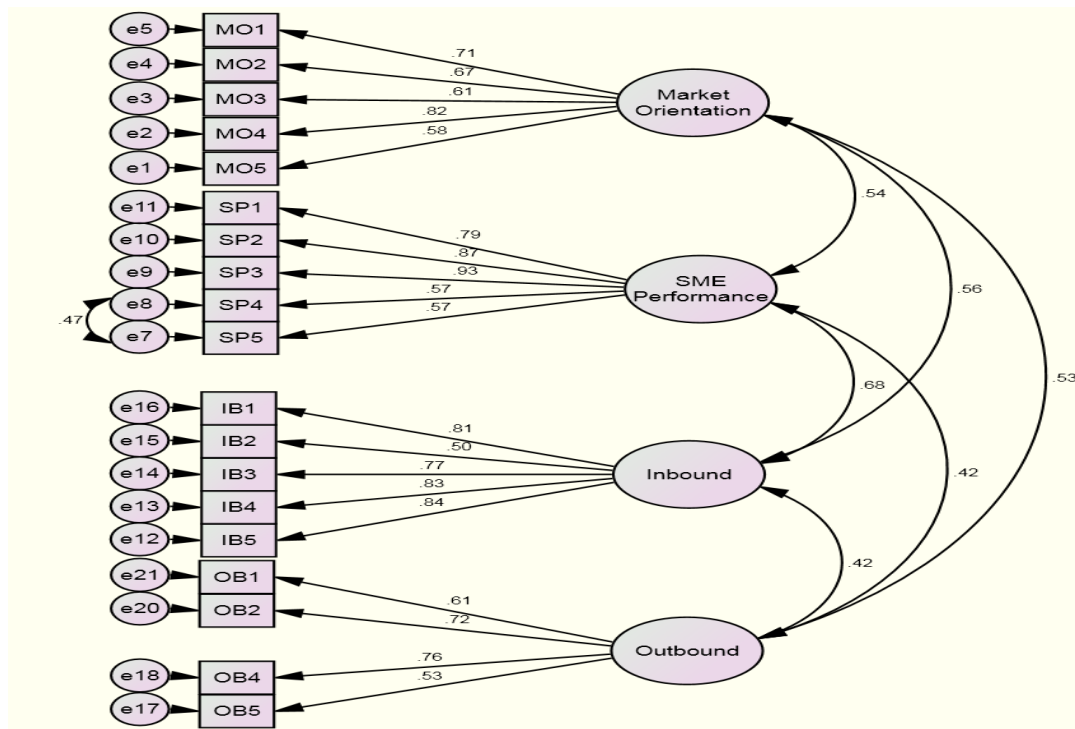 e5 MO1
.71
e4 MO2
.67
e3 MO3
.61
e2 MO4
.82
e1 MO5
.58
Market
Orientation
e11 SP1
.79
e10 SP2
.87
e9 SP3
.93
e8 SP4
.57
e7 SP5
.57
.47
SME
Performance
.54
.56
.53
.68
.42
e16 IB1
.81
e15 IB2
.50
e14 IB3
.77
e13 IB4
.83
e12 IB5
.84
Inbound
.42
e21 OB1
.61
e20 OB2
.72
Outbound
e18 OB4
.76
e17 OB5
.53